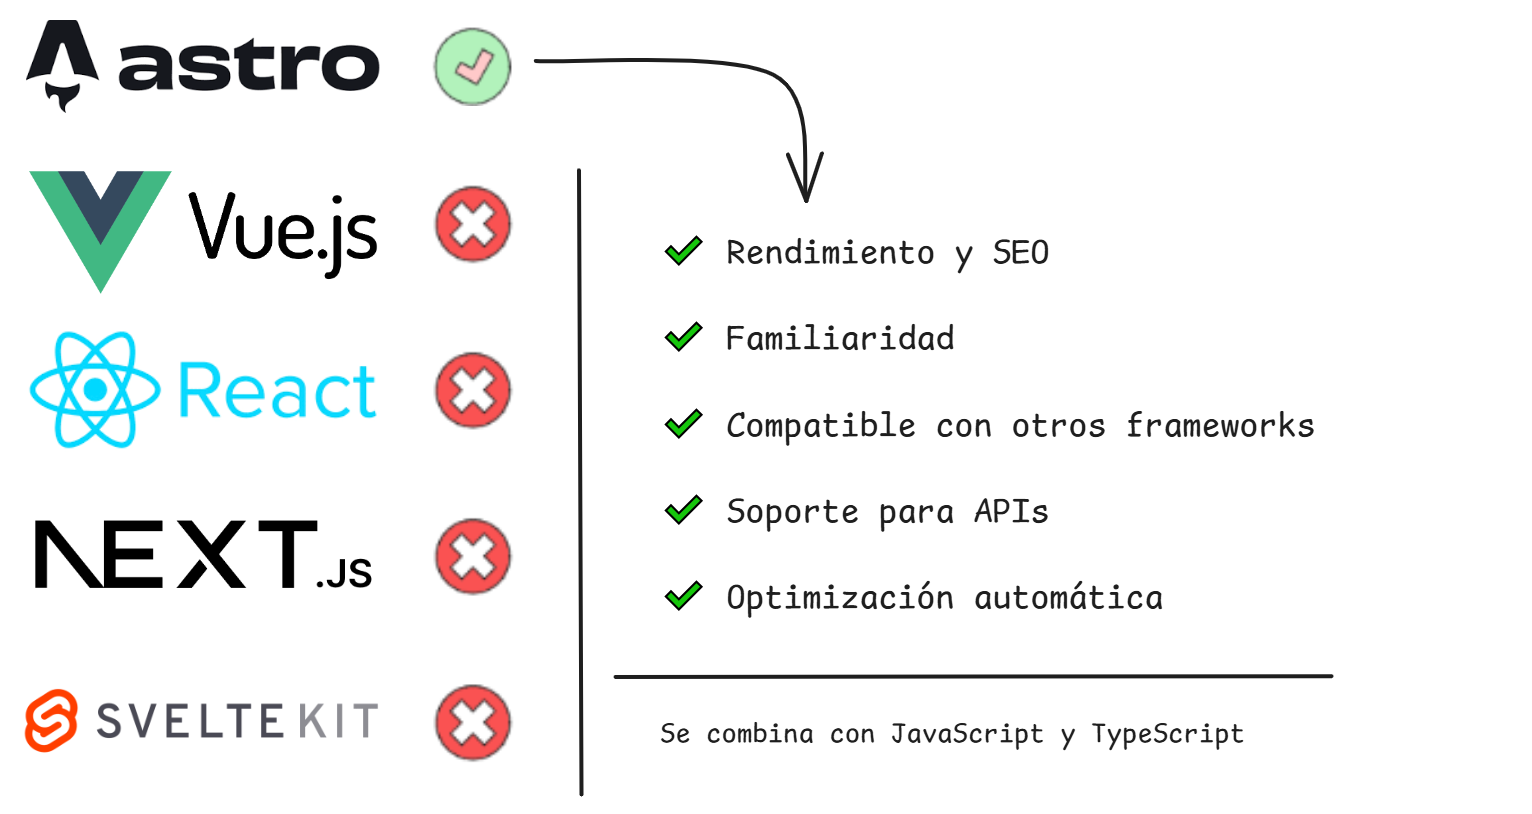 astro
Vue.js
React
NEXT.JS
SVELTEKIT
Rendimiento y SEO
Familiaridad
Compatible con otros frameworks
Soporte para APIs
Optimización automática
Se combina con JavaScript y TypeScript